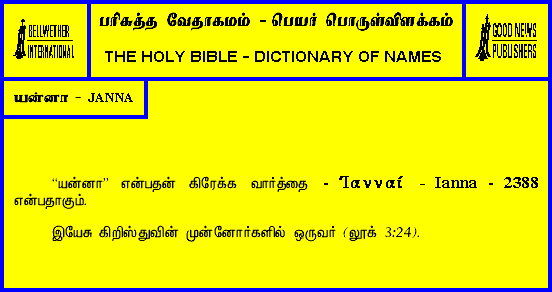 BELLWETHER
INTERNATIONAL
பரிசுத்த வேதாகமம் - பெயர் பொருள்விளக்கம்
THE HOLY BIBLE - DICTIONARY OF NAMES
GOOD NEWS
PUBLISHERS
யன்னா - JANNA
“யன்னா” என்பதன் கிரேக்க வார்த்தை - Ἰανναί - Ianna - 2388
என்பதாகும்.
இயேசு கிறிஸ்துவின் முன்னோர்களில் ஒருவர் (லூக் 3:24).